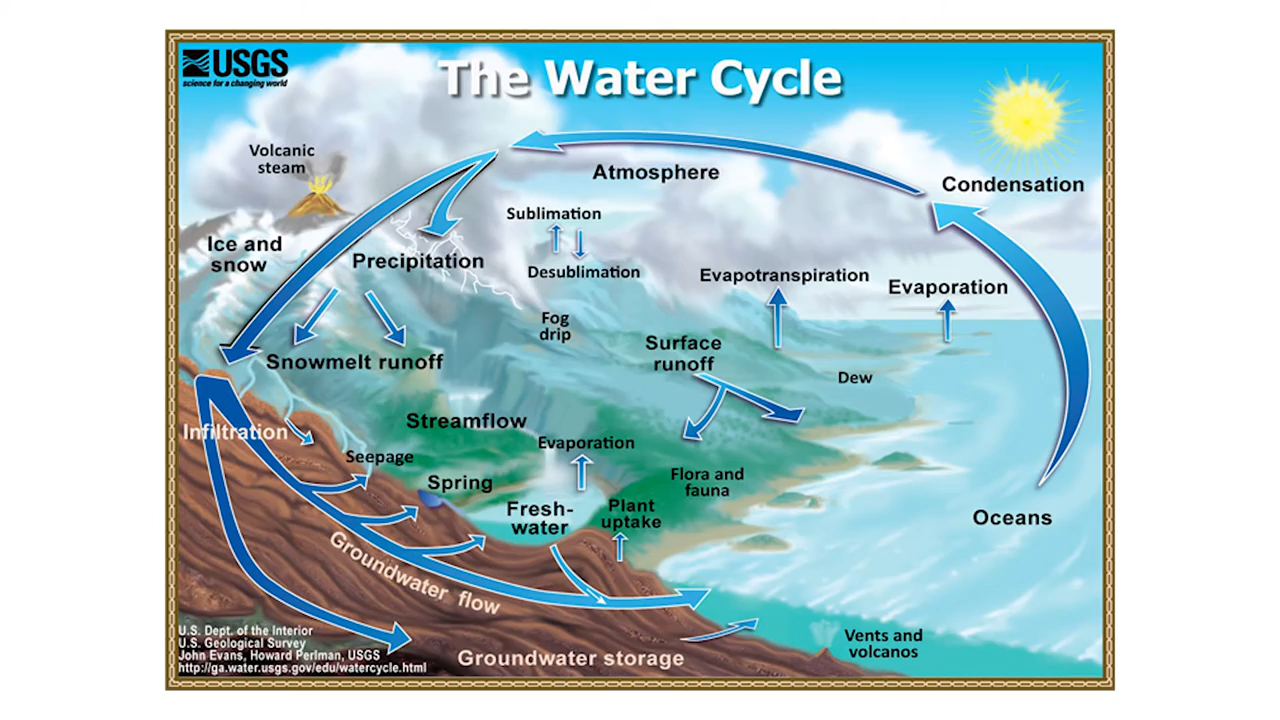 USGS
science for a changing world
The Water Cycle
Volcanic
steam
Atmosphere
Condensation
Sublimation
Ice and
snow
Precipitation
Desublimation
Evapotranspiration
Evaporation
Fog
drip
Surface
runoff
Snowmelt runoff
Dew
Streamflow
Infiltration
Evaporation
Seepage
Spring
Flora and
fauna
Fresh-
water
Plant
uptake
Oceans
Groundwater flow
U.S. Dept. of the Interior
U.S. Geological Survey
John Evans, Howard Perlman, USGS
http://ga.water.usgs.gov/edu/watercycle.html
Groundwater storage
Vents and
volcanos